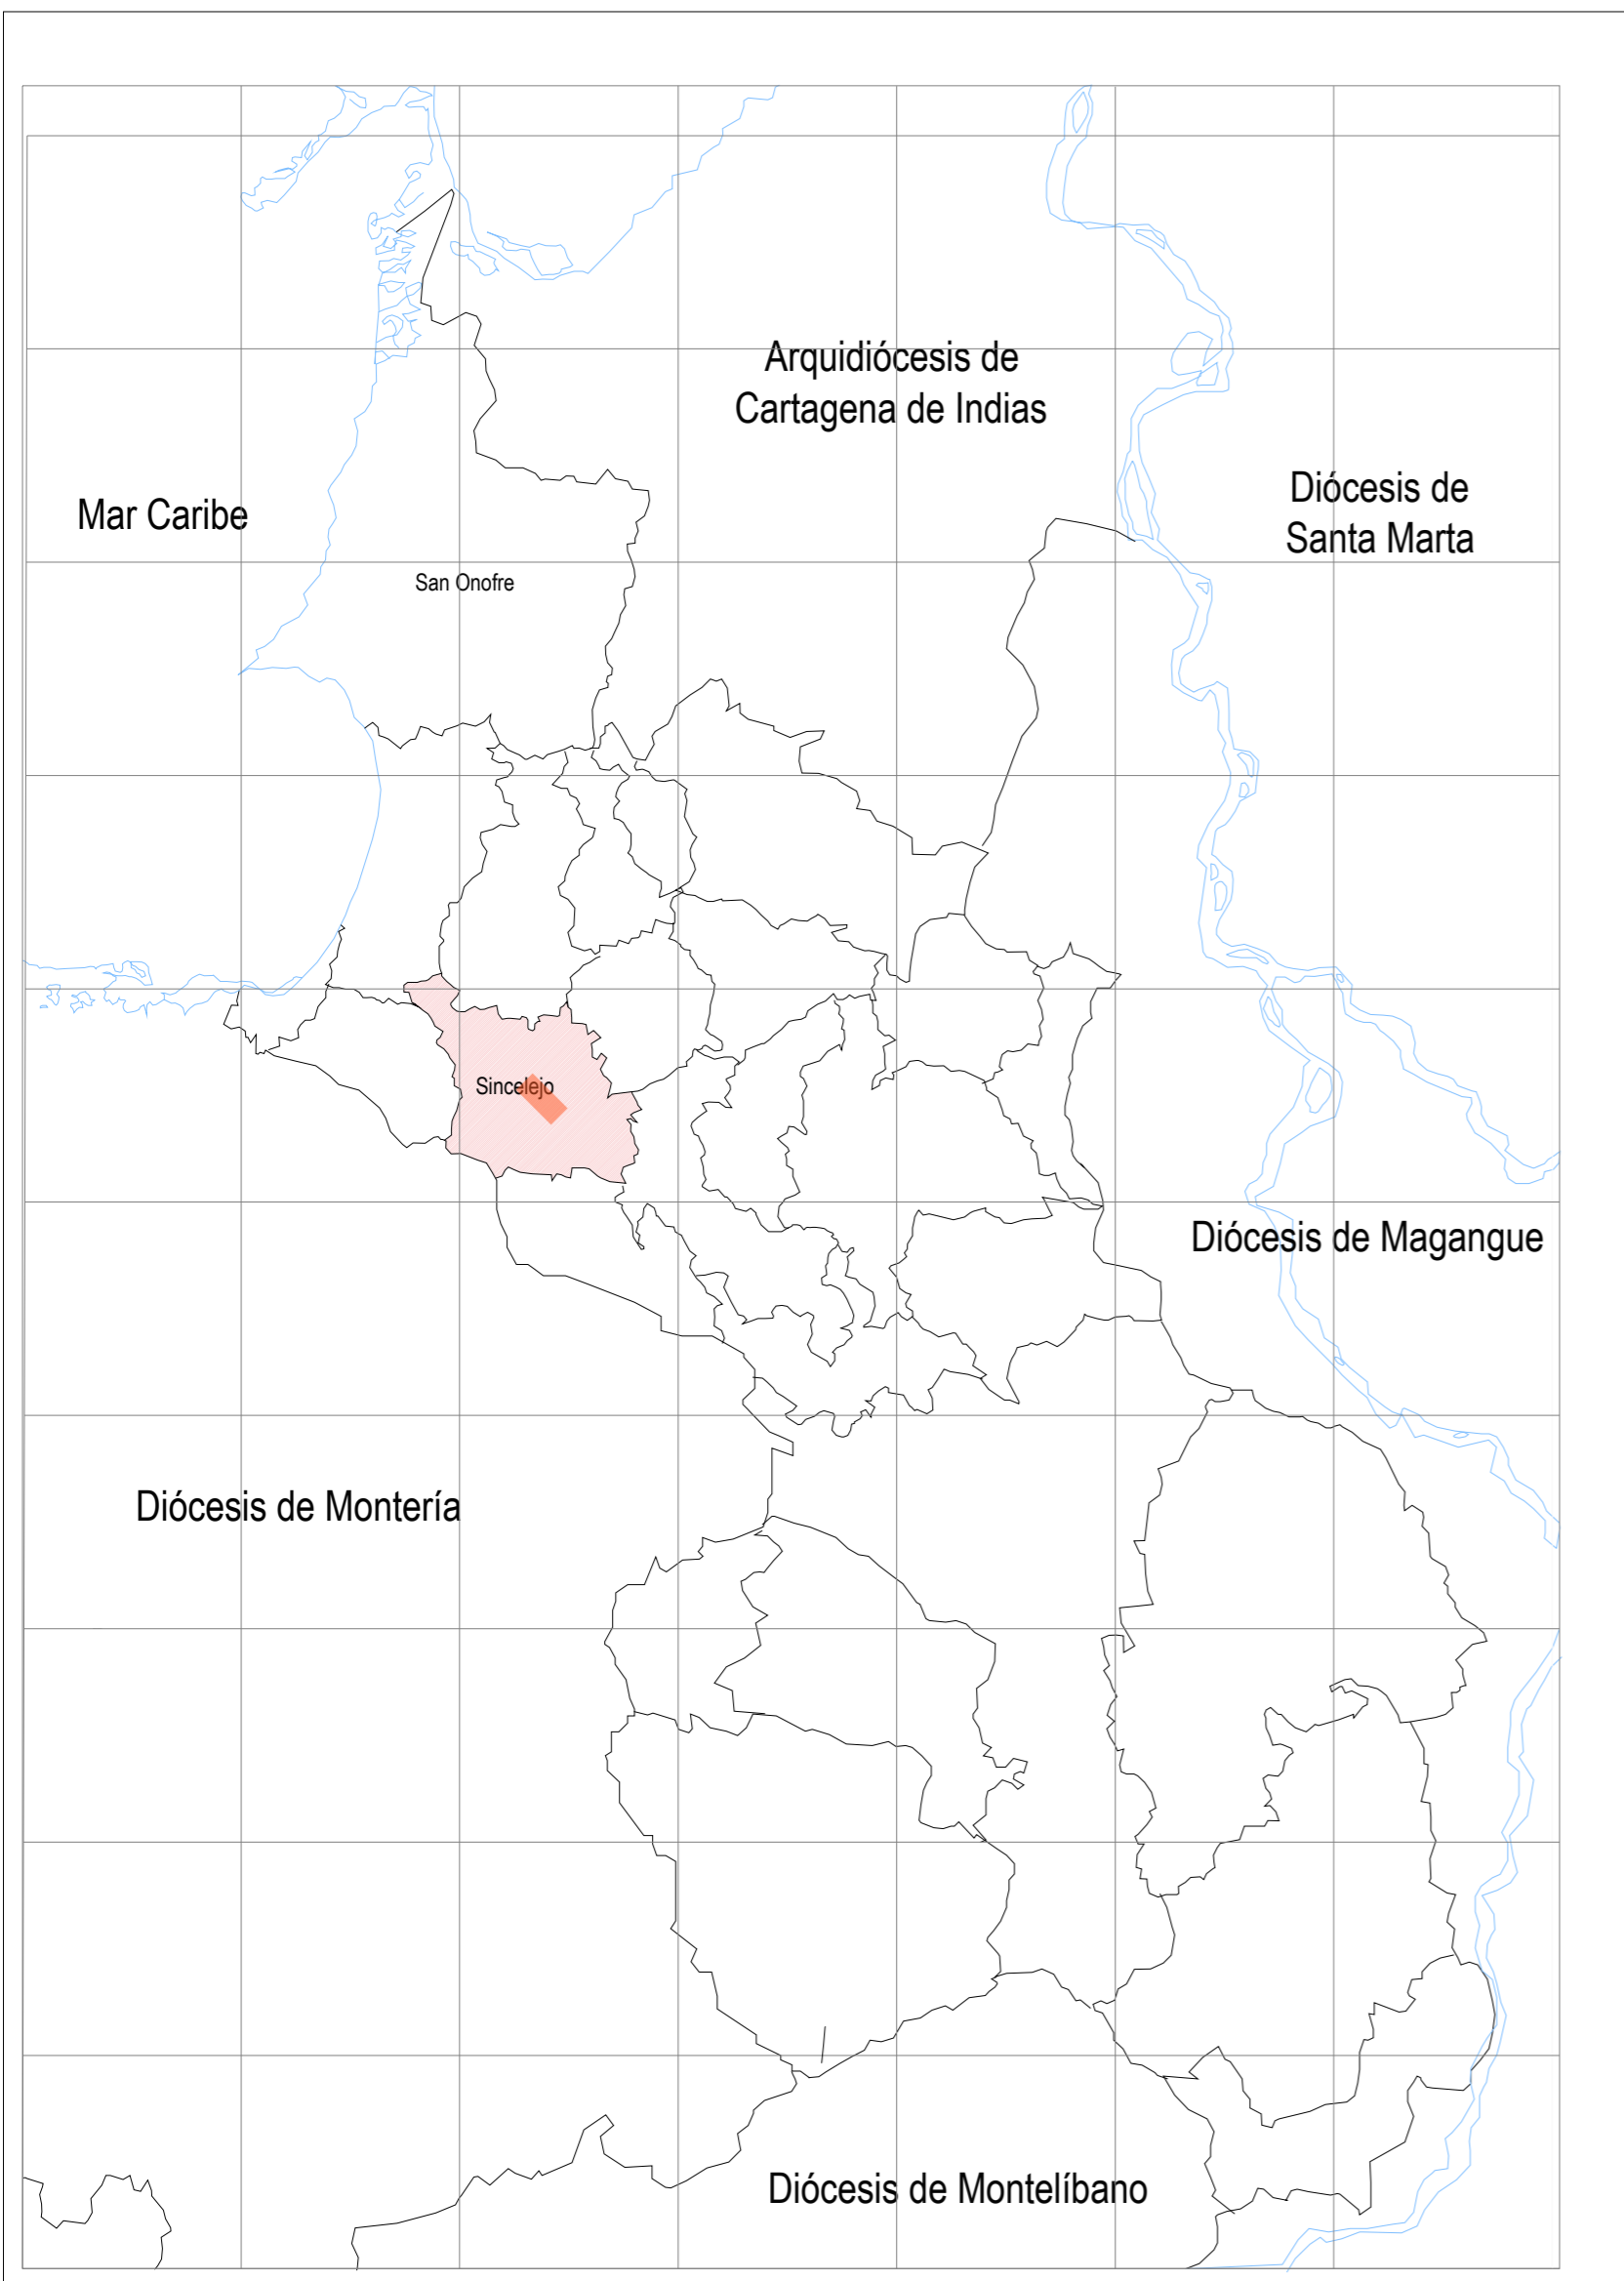 Arquidiócesis de
Cartagena de Indias
Mar Caribe
Diócesis de
Santa Marta
San Onofre
Sincelejo
Diócesis de Magangue
Diócesis de Montería
Diócesis de Montelíbano